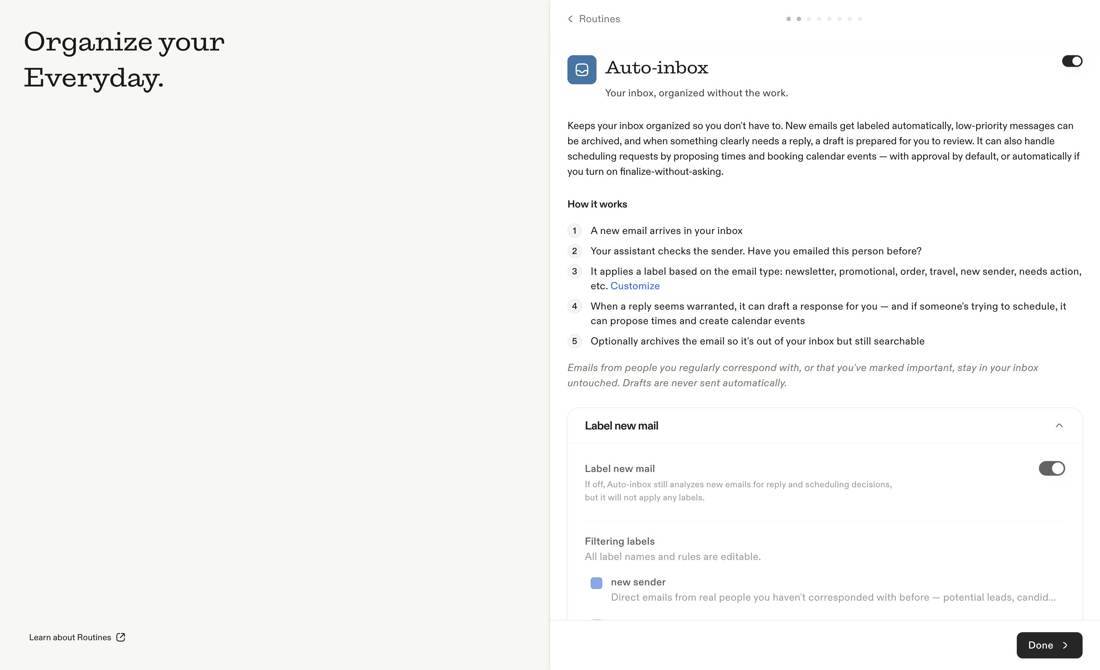 Organize your
Everyday.
Learn about Routines
Routines
Auto-inbox
Your inbox, organized without the work.
Keeps your inbox organized so you don't have to. New emails get labeled automatically, low-priority messages can
be archived, and when something clearly needs a reply, a draft is prepared for you to review. It can also handle
scheduling requests by proposing times and booking calendar events — with approval by default, or automatically if
you turn on finalize-without-asking.
How it works
1 A new email arrives in your inbox
2 Your assistant checks the sender. Have you emailed this person before?
3 It applies a label based on the email type: newsletter, promotional, order, travel, new sender, needs action,
etc. Customize
4 When a reply seems warranted, it can draft a response for you — and if someone's trying to schedule, it
can propose times and create calendar events
5 Optionally archives the email so it's out of your inbox but still searchable
Emails from people you regularly correspond with, or that you've marked important, stay in your inbox
untouched. Drafts are never sent automatically.
Label new mail
Label new mail
If off, Auto-inbox still analyzes new emails for reply and scheduling decisions,
but it will not apply any labels.
Filtering labels
All label names and rules are editable.
new sender
Direct emails from real people you haven't corresponded with before — potential leads, candid...
Done